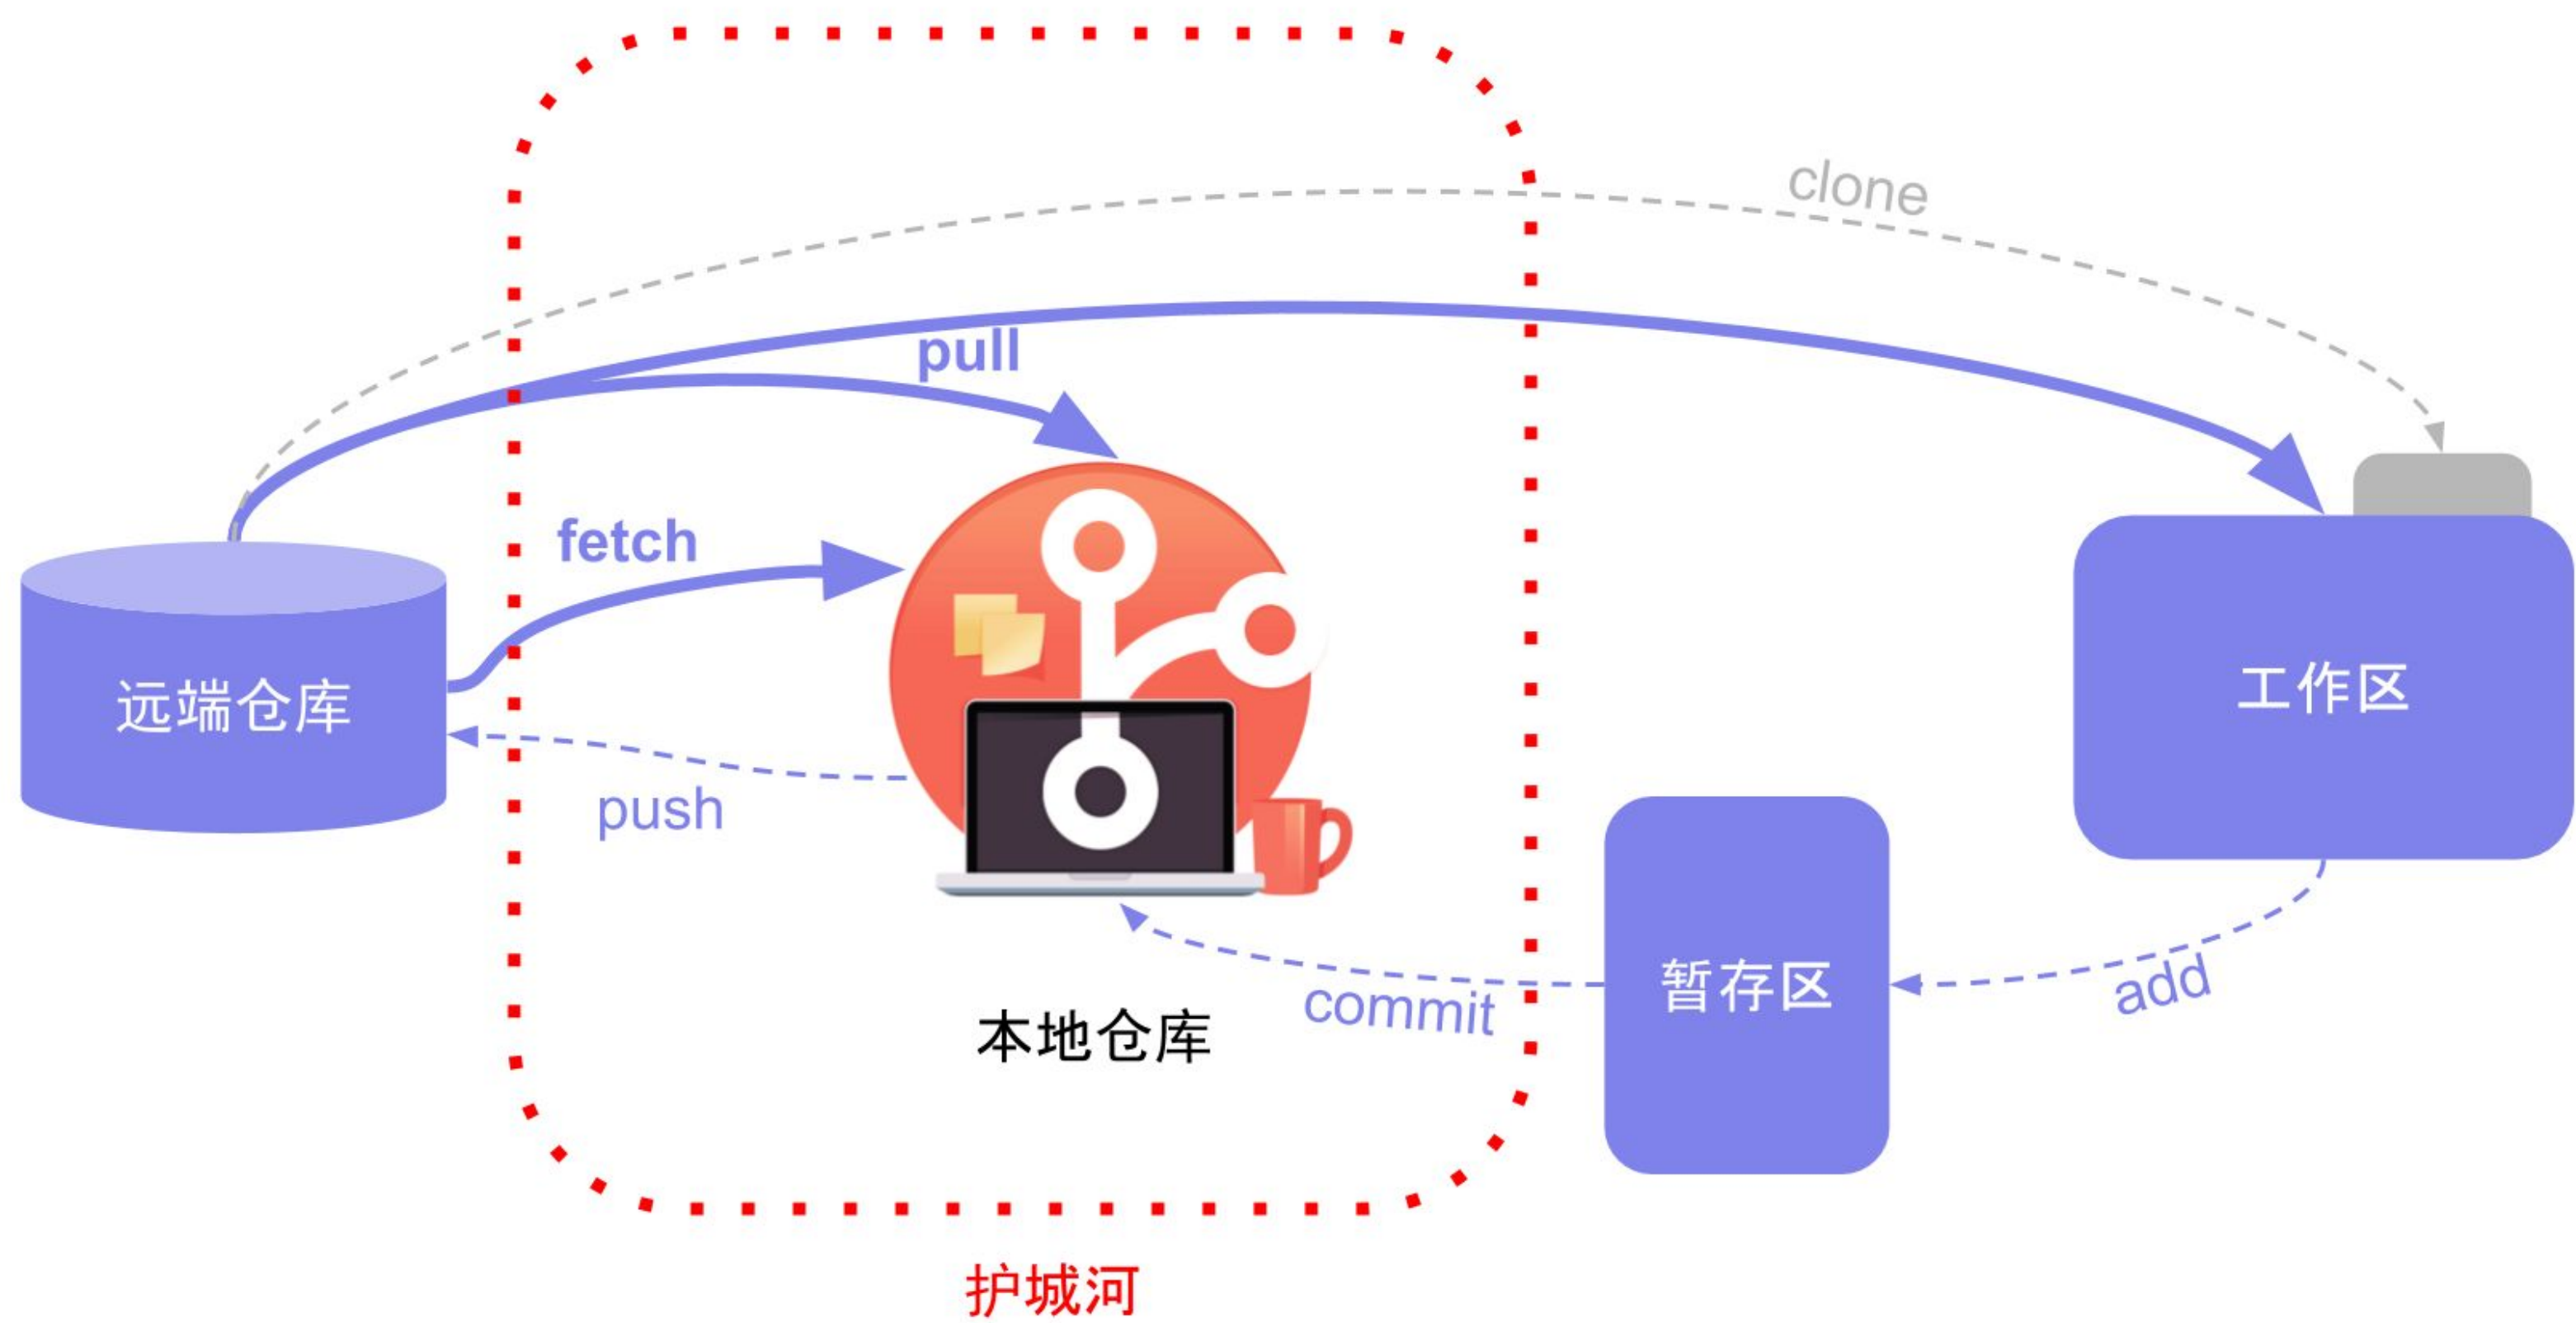 clone
pull
fetch
远端仓库
工作区
push
暂存区
add
commit
本地仓库
护城河